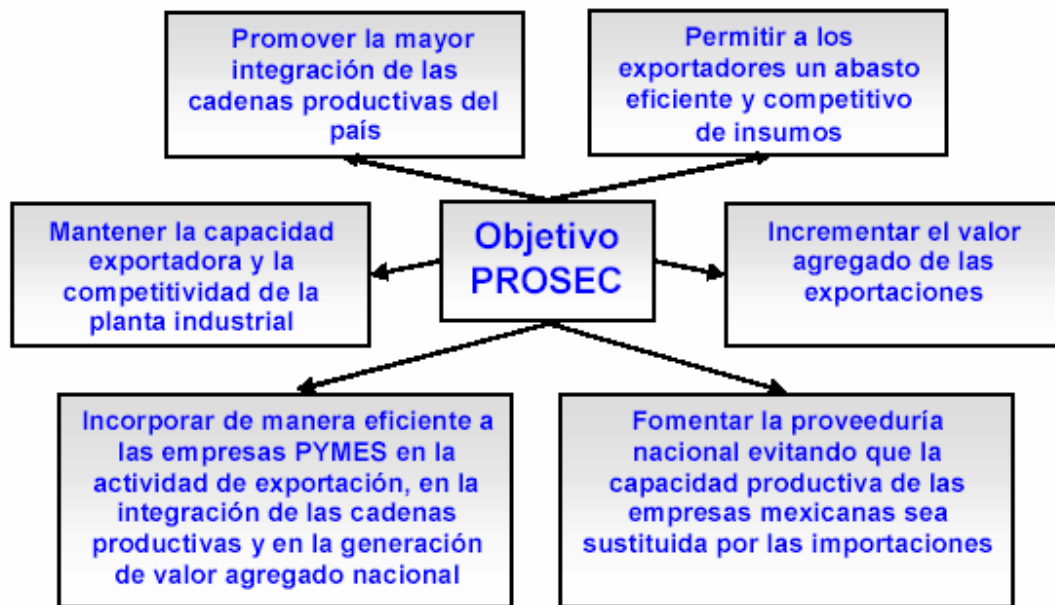 Promover la mayor
integración de las
cadenas productivas del
país
Permitir a los
exportadores un abasto
eficiente y competitivo
de insumos
Mantener la capacidad
exportadora y la
competitividad de la
planta industrial
Objetivo
PROSEC
Incrementar el valor
agregado de las
exportaciones
Incorporar de manera eficiente a
las empresas PYMES en la
actividad de exportación, en la
integración de las cadenas
productivas y en la generación
de valor agregado nacional
Fomentar la proveeduría
nacional evitando que la
capacidad productiva de las
empresas mexicanas sea
sustituida por las importaciones